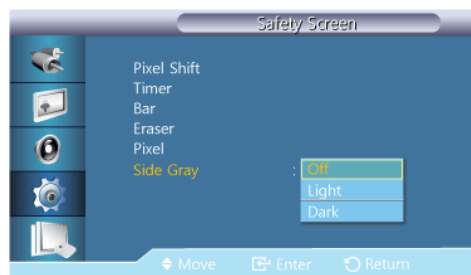 Safety Screen
Pixel Shift
Timer
Bar
Eraser
Pixel
Side Gray : Off
Light
Dark
Move Enter Return